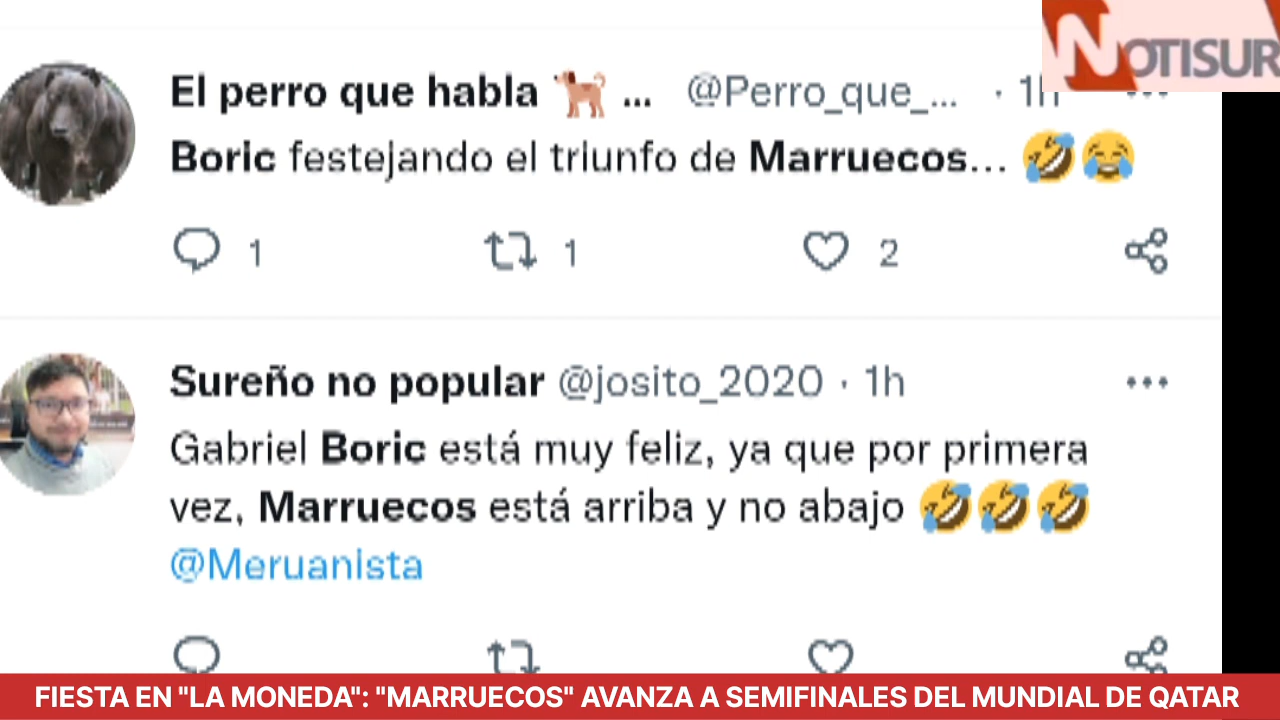 NOTISUR
El perro que habla 🐕 ... @Perro_que_... · 1h
Boric festejando el triunfo de Marruecos... 🤣😂
1 1 2
Sureño no popular @josito_2020 · 1h
Gabriel Boric está muy feliz, ya que por primera
vez, Marruecos está arriba y no abajo 🤣🤣🤣
@Meruanista
FIESTA EN "LA MONEDA": "MARRUECOS" AVANZA A SEMIFINALES DEL MUNDIAL DE QATAR